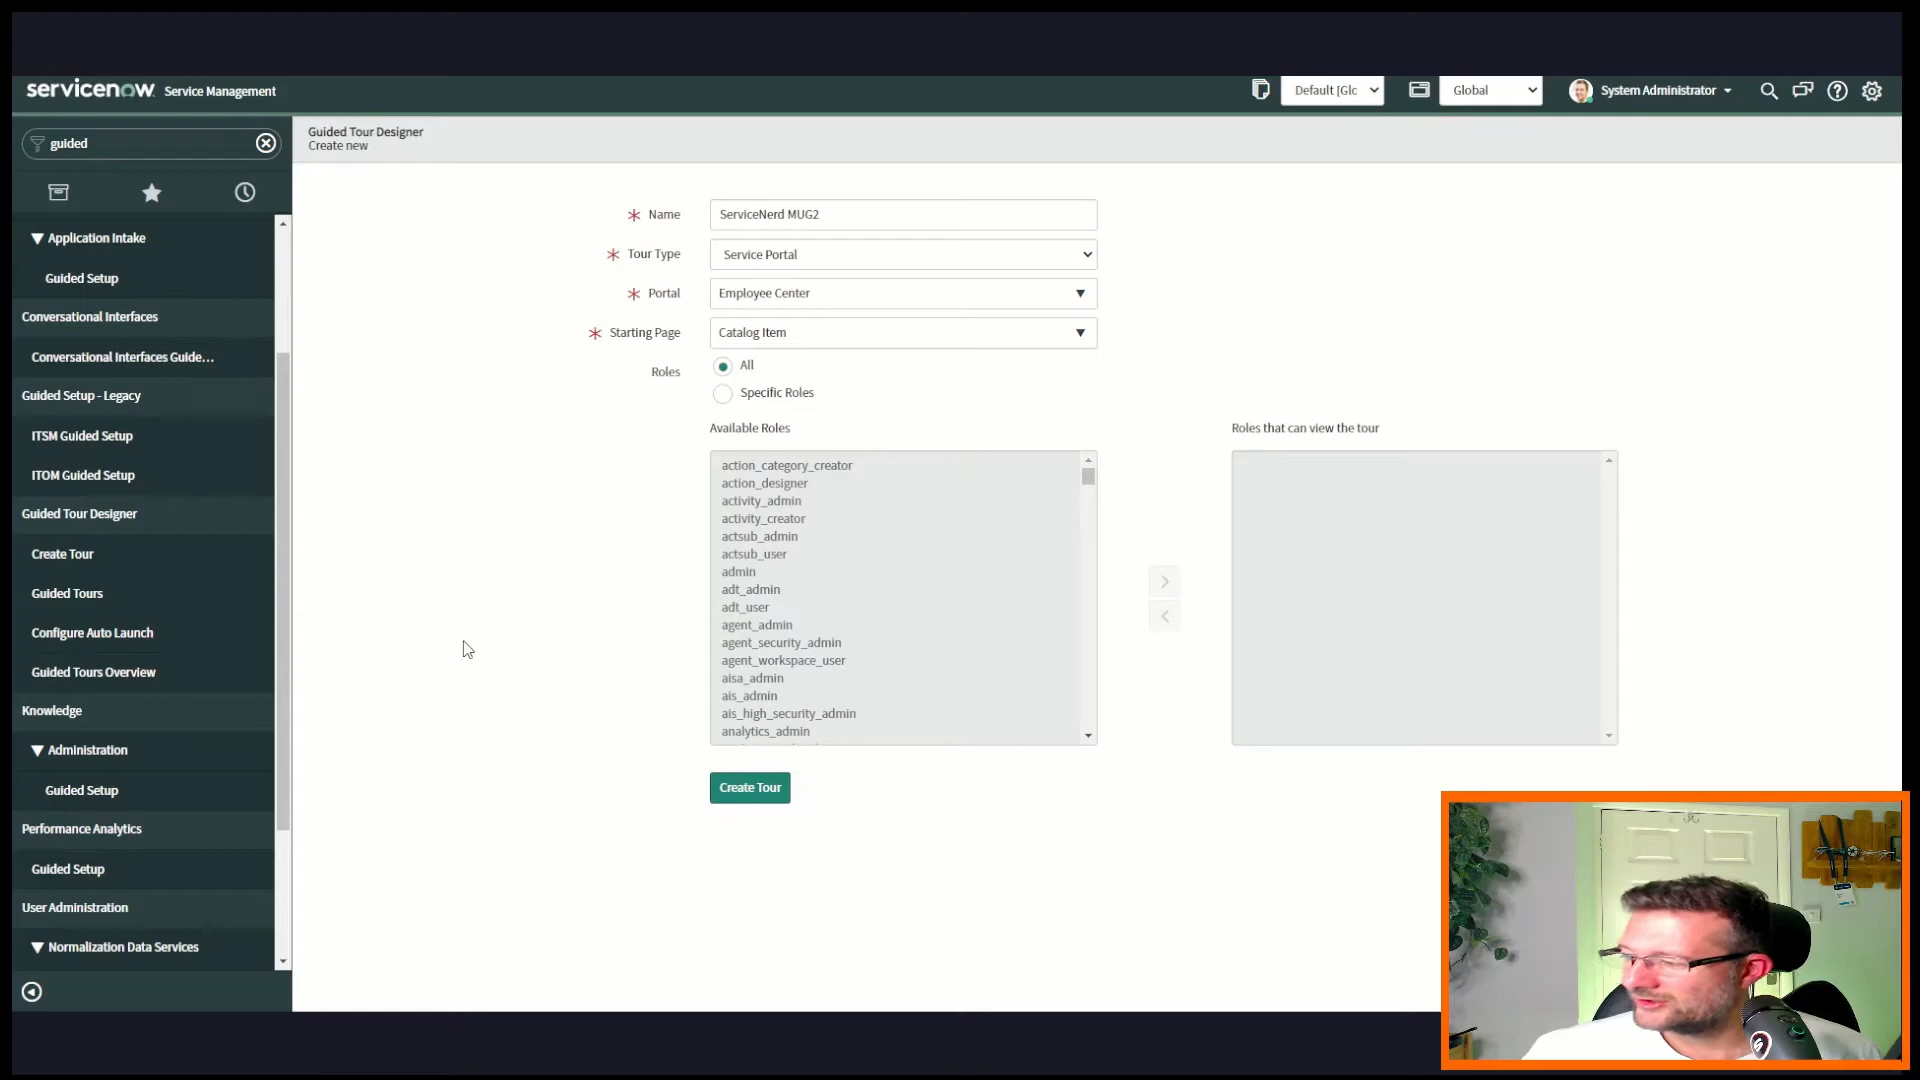 servicenow Service Management
Default [Glc
Global
System Administrator
guided
Application Intake
Guided Setup
Conversational Interfaces
Conversational Interfaces Guide...
Guided Setup - Legacy
ITSM Guided Setup
ITOM Guided Setup
Guided Tour Designer
Create Tour
Guided Tours
Configure Auto Launch
Guided Tours Overview
Knowledge
Administration
Guided Setup
Performance Analytics
Guided Setup
User Administration
Normalization Data Services
Guided Tour Designer
Create new
Name ServiceNerd MUG2
Tour Type Service Portal
Portal Employee Center
Starting Page Catalog Item
Roles All
Specific Roles
Available Roles
action_category_creator
action_designer
activity_admin
activity_creator
actsub_admin
actsub_user
admin
adt_admin
adt_user
agent_admin
agent_security_admin
agent_workspace_user
aisa_admin
ais_admin
ais_high_security_admin
analytics_admin
Roles that can view the tour
Create Tour